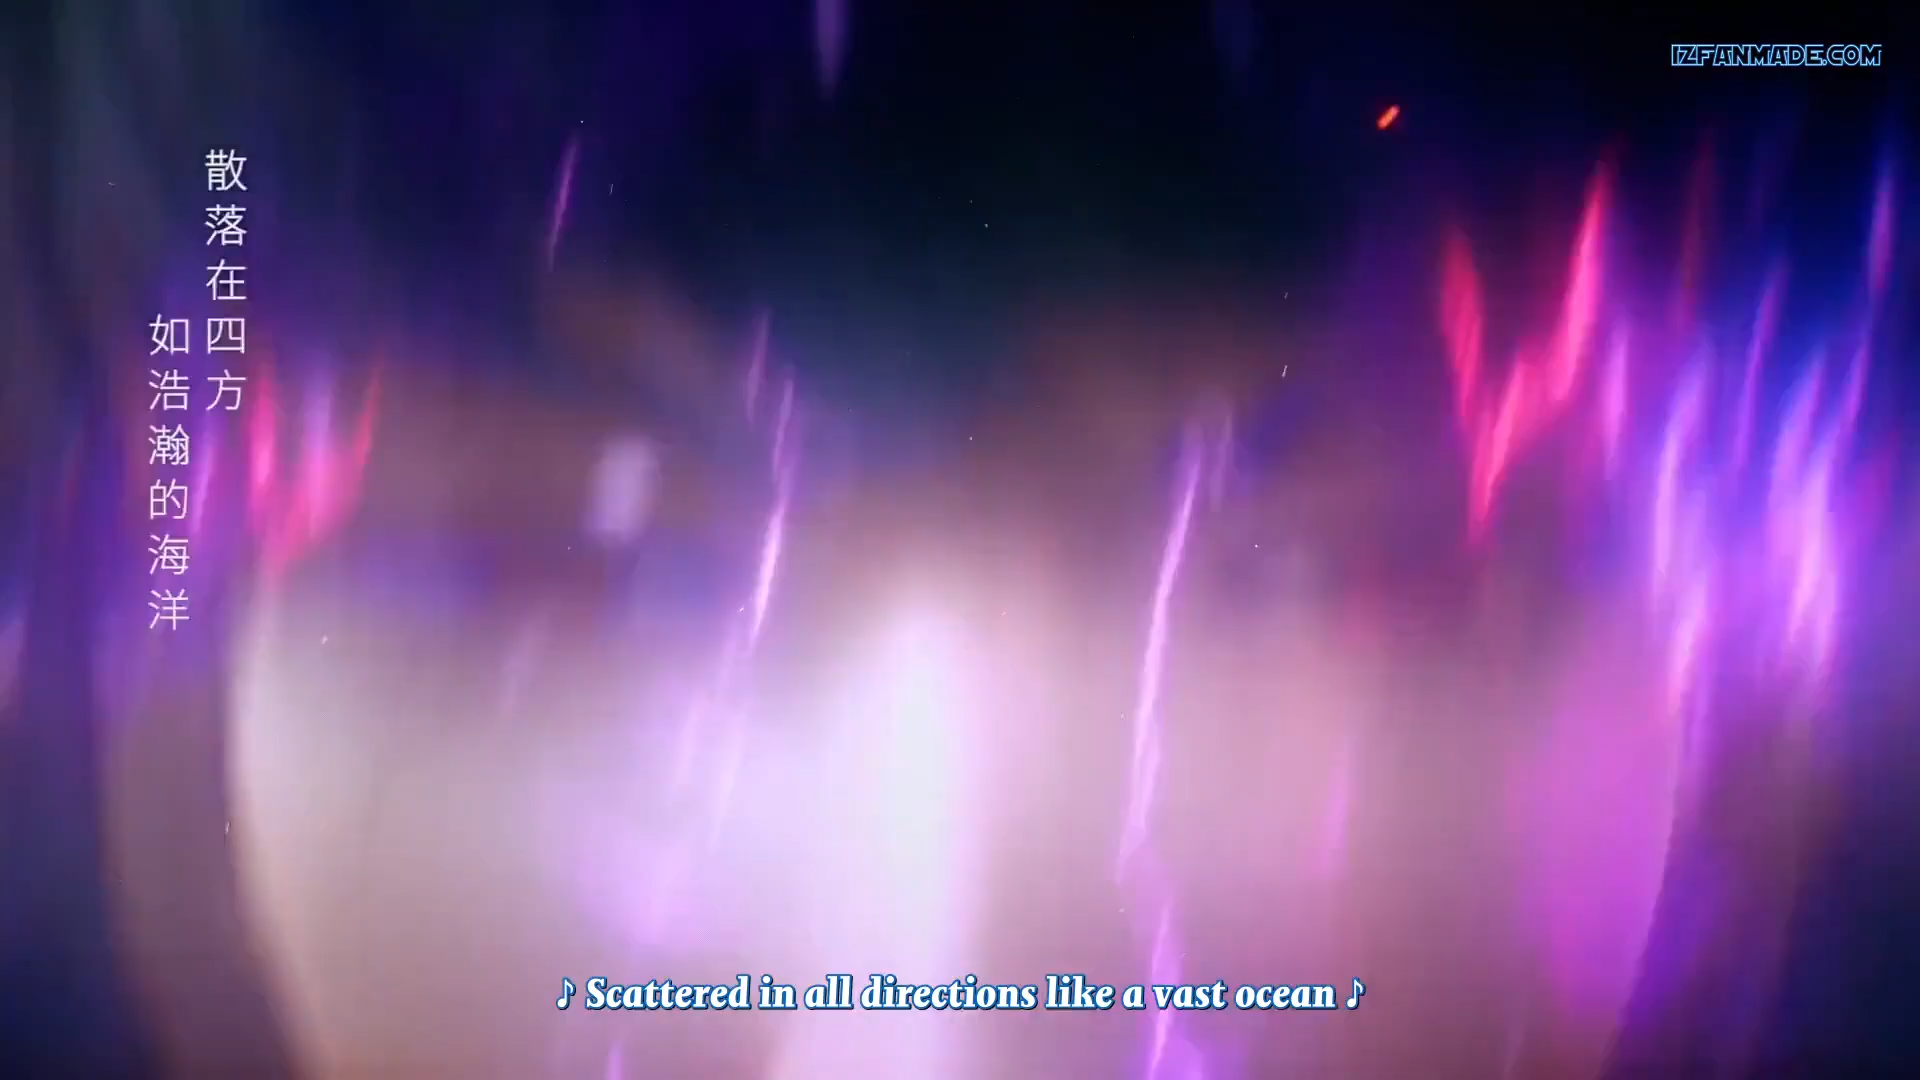 IZFANMADE.COM
散落在四方
如浩瀚的海洋
♪ Scattered in all directions like a vast ocean ♪